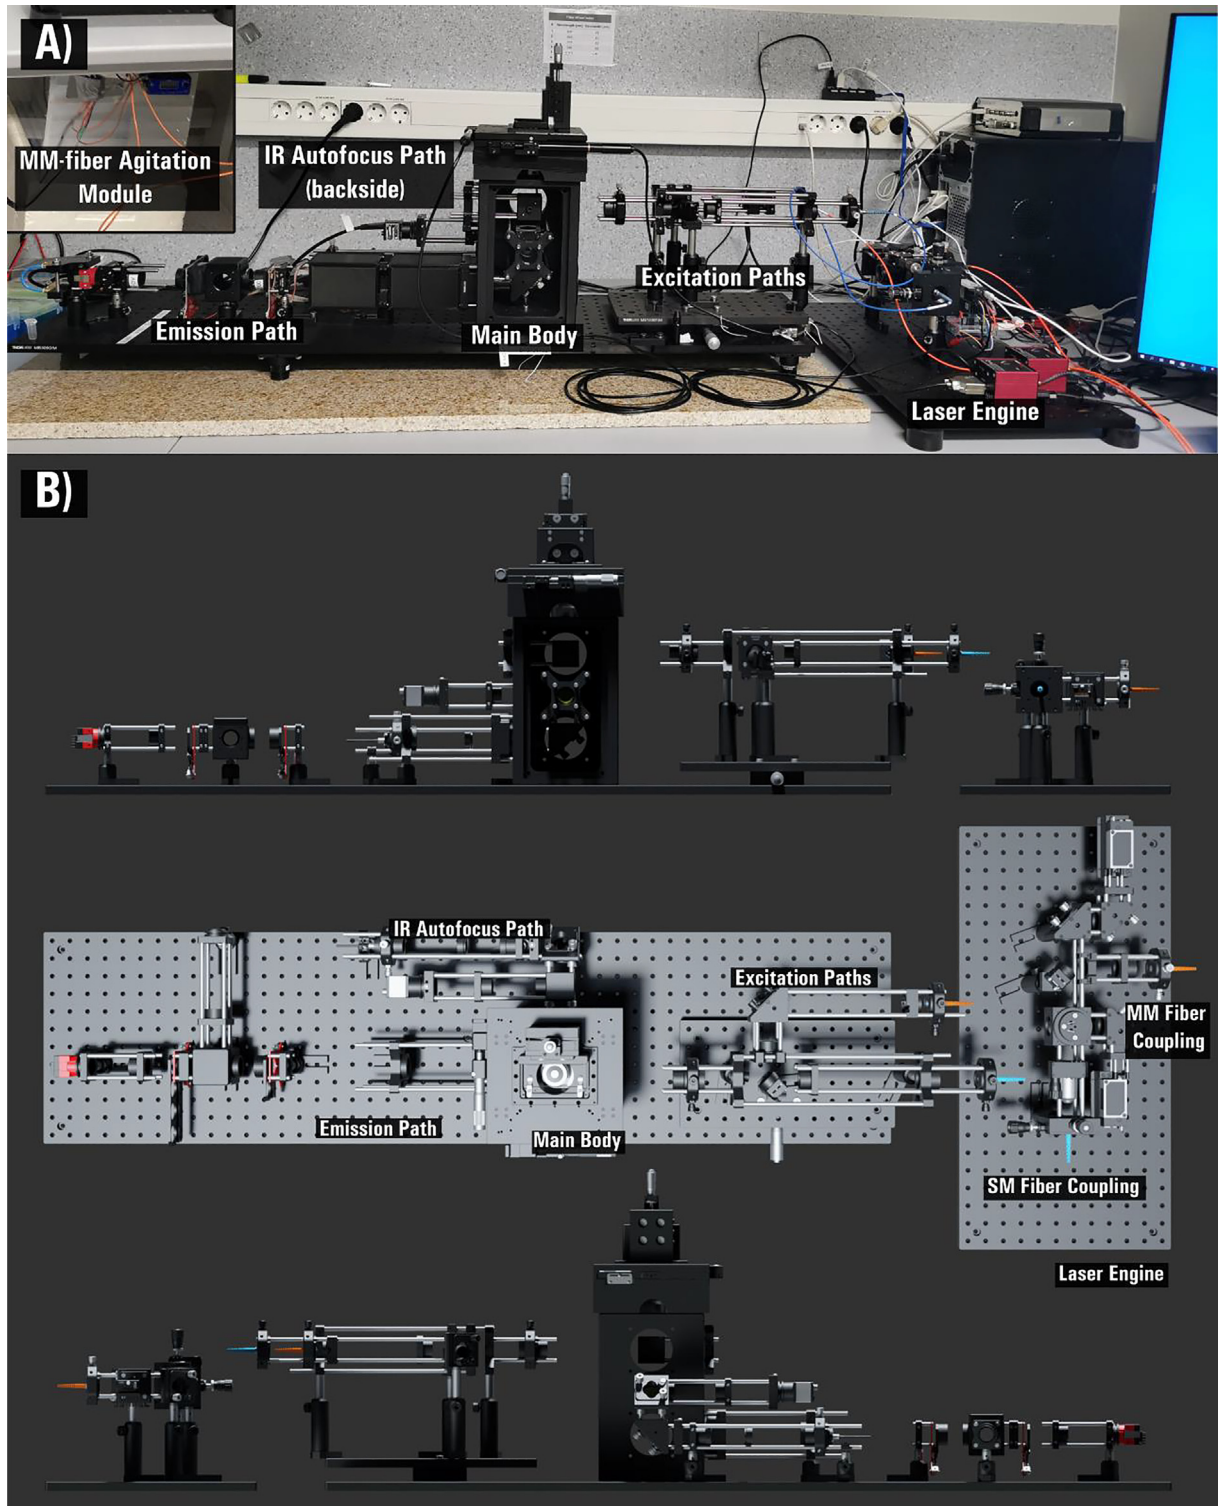 A)
MM-fiber Agitation
Module
IR Autofocus Path
(backside)
Excitation Paths
Emission Path
Main Body
Laser Engine
B)
IR Autofocus Path
Excitation Paths
MM Fiber
Coupling
Emission Path
Main Body
SM Fiber Coupling
Laser Engine